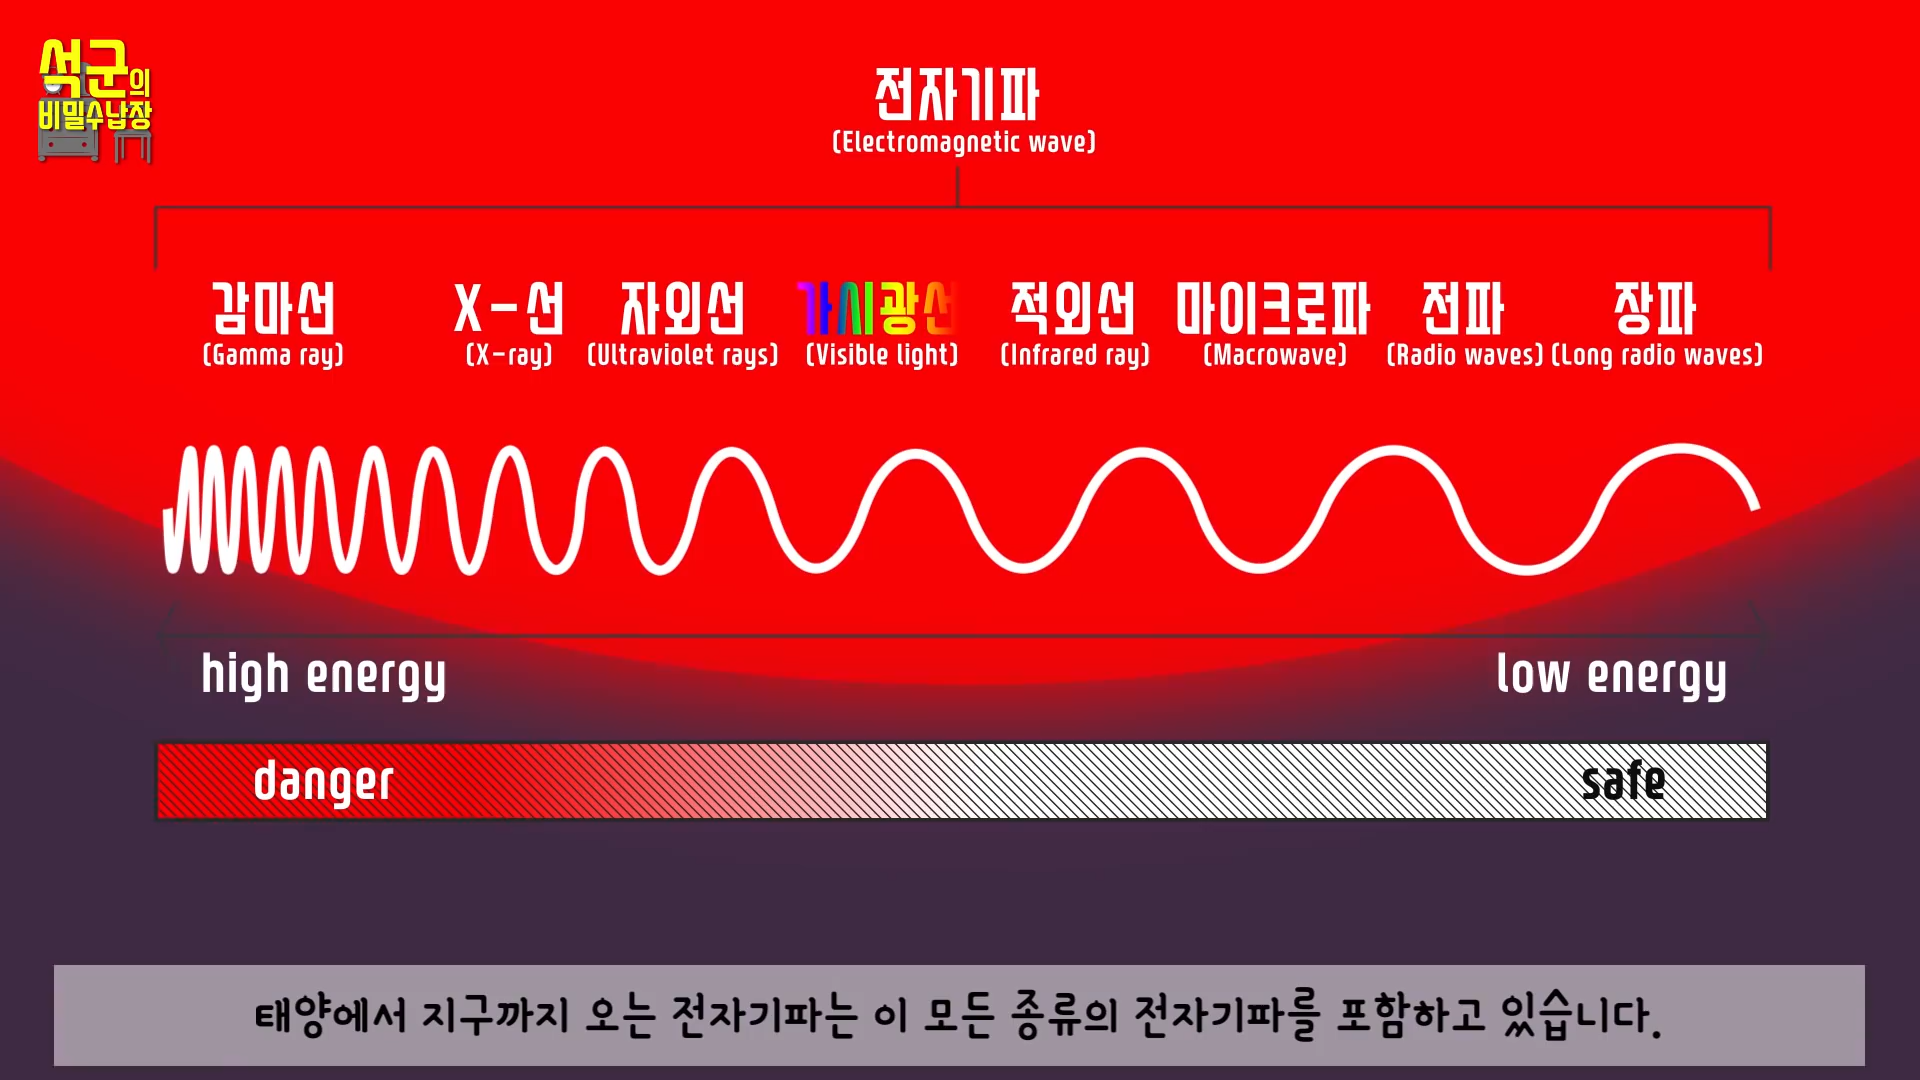 석군의
비밀수납장
전자기파
(Electromagnetic wave)
감마선 X-선 자외선 가시광선 적외선 마이크로파 전파 장파
(Gamma ray) (X-ray) (Ultraviolet rays) (Visible light) (Infrared ray) (Macrowave) (Radio waves) (Long radio waves)
high energy low energy
danger safe
태양에서 지구까지 오는 전자기파는 이 모든 종류의 전자기파를 포함하고 있습니다.